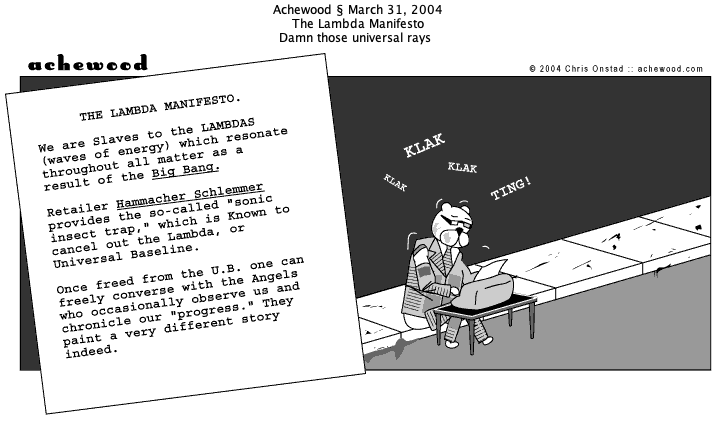 Achewood § March 31, 2004
The Lambda Manifesto
Damn those universal rays
achewood
© 2004 Chris Onstad :: achewood.com
THE LAMBDA MANIFESTO.
We are Slaves to the LAMBDAS
(waves of energy) which resonate
throughout all matter as a
result of the Big Bang.
Retailer Hammacher Schlemmer
provides the so-called "sonic
insect trap," which is Known to
cancel out the Lambda, or
Universal Baseline.
Once freed from the U.B. one can
freely converse with the Angels
who occasionally observe us and
chronicle our "progress." They
paint a very different story
indeed.
KLAK
KLAK
KLAK
TING!